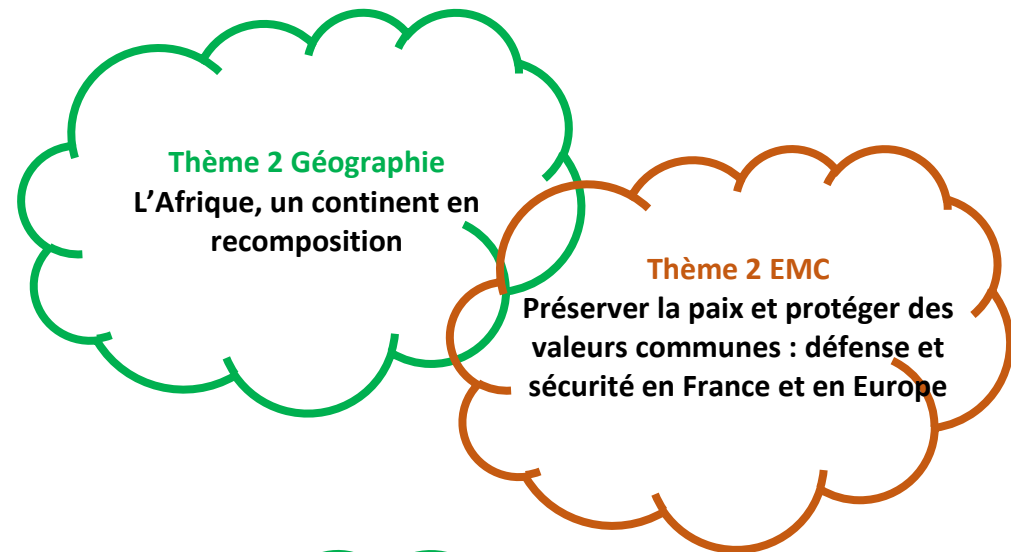 Thème 2 Géographie
L’Afrique, un continent en
recomposition
Thème 2 EMC
Préserver la paix et protéger des
valeurs communes : défense et
sécurité en France et en Europe